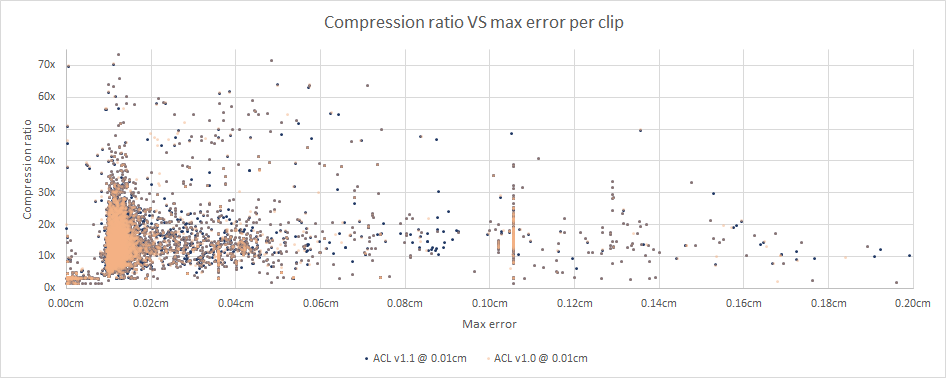 Compression ratio VS max error per clip
70x
60x
50x
40x
30x
20x
10x
0x
Compression ratio
0.00cm 0.02cm 0.04cm 0.06cm 0.08cm 0.10cm 0.12cm 0.14cm 0.16cm 0.18cm 0.20cm
Max error
ACL v1.1 @ 0.01cm ACL v1.0 @ 0.01cm